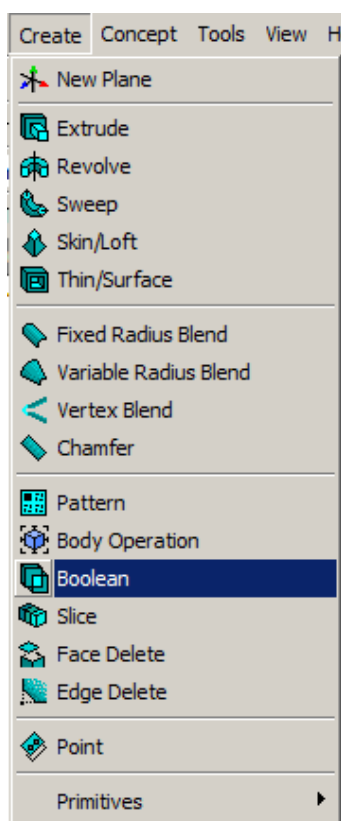 Create Concept Tools View H
New Plane
Extrude
Revolve
Sweep
Skin/Loft
Thin/Surface
Fixed Radius Blend
Variable Radius Blend
Vertex Blend
Chamfer
Pattern
Body Operation
Boolean
Slice
Face Delete
Edge Delete
Point
Primitives